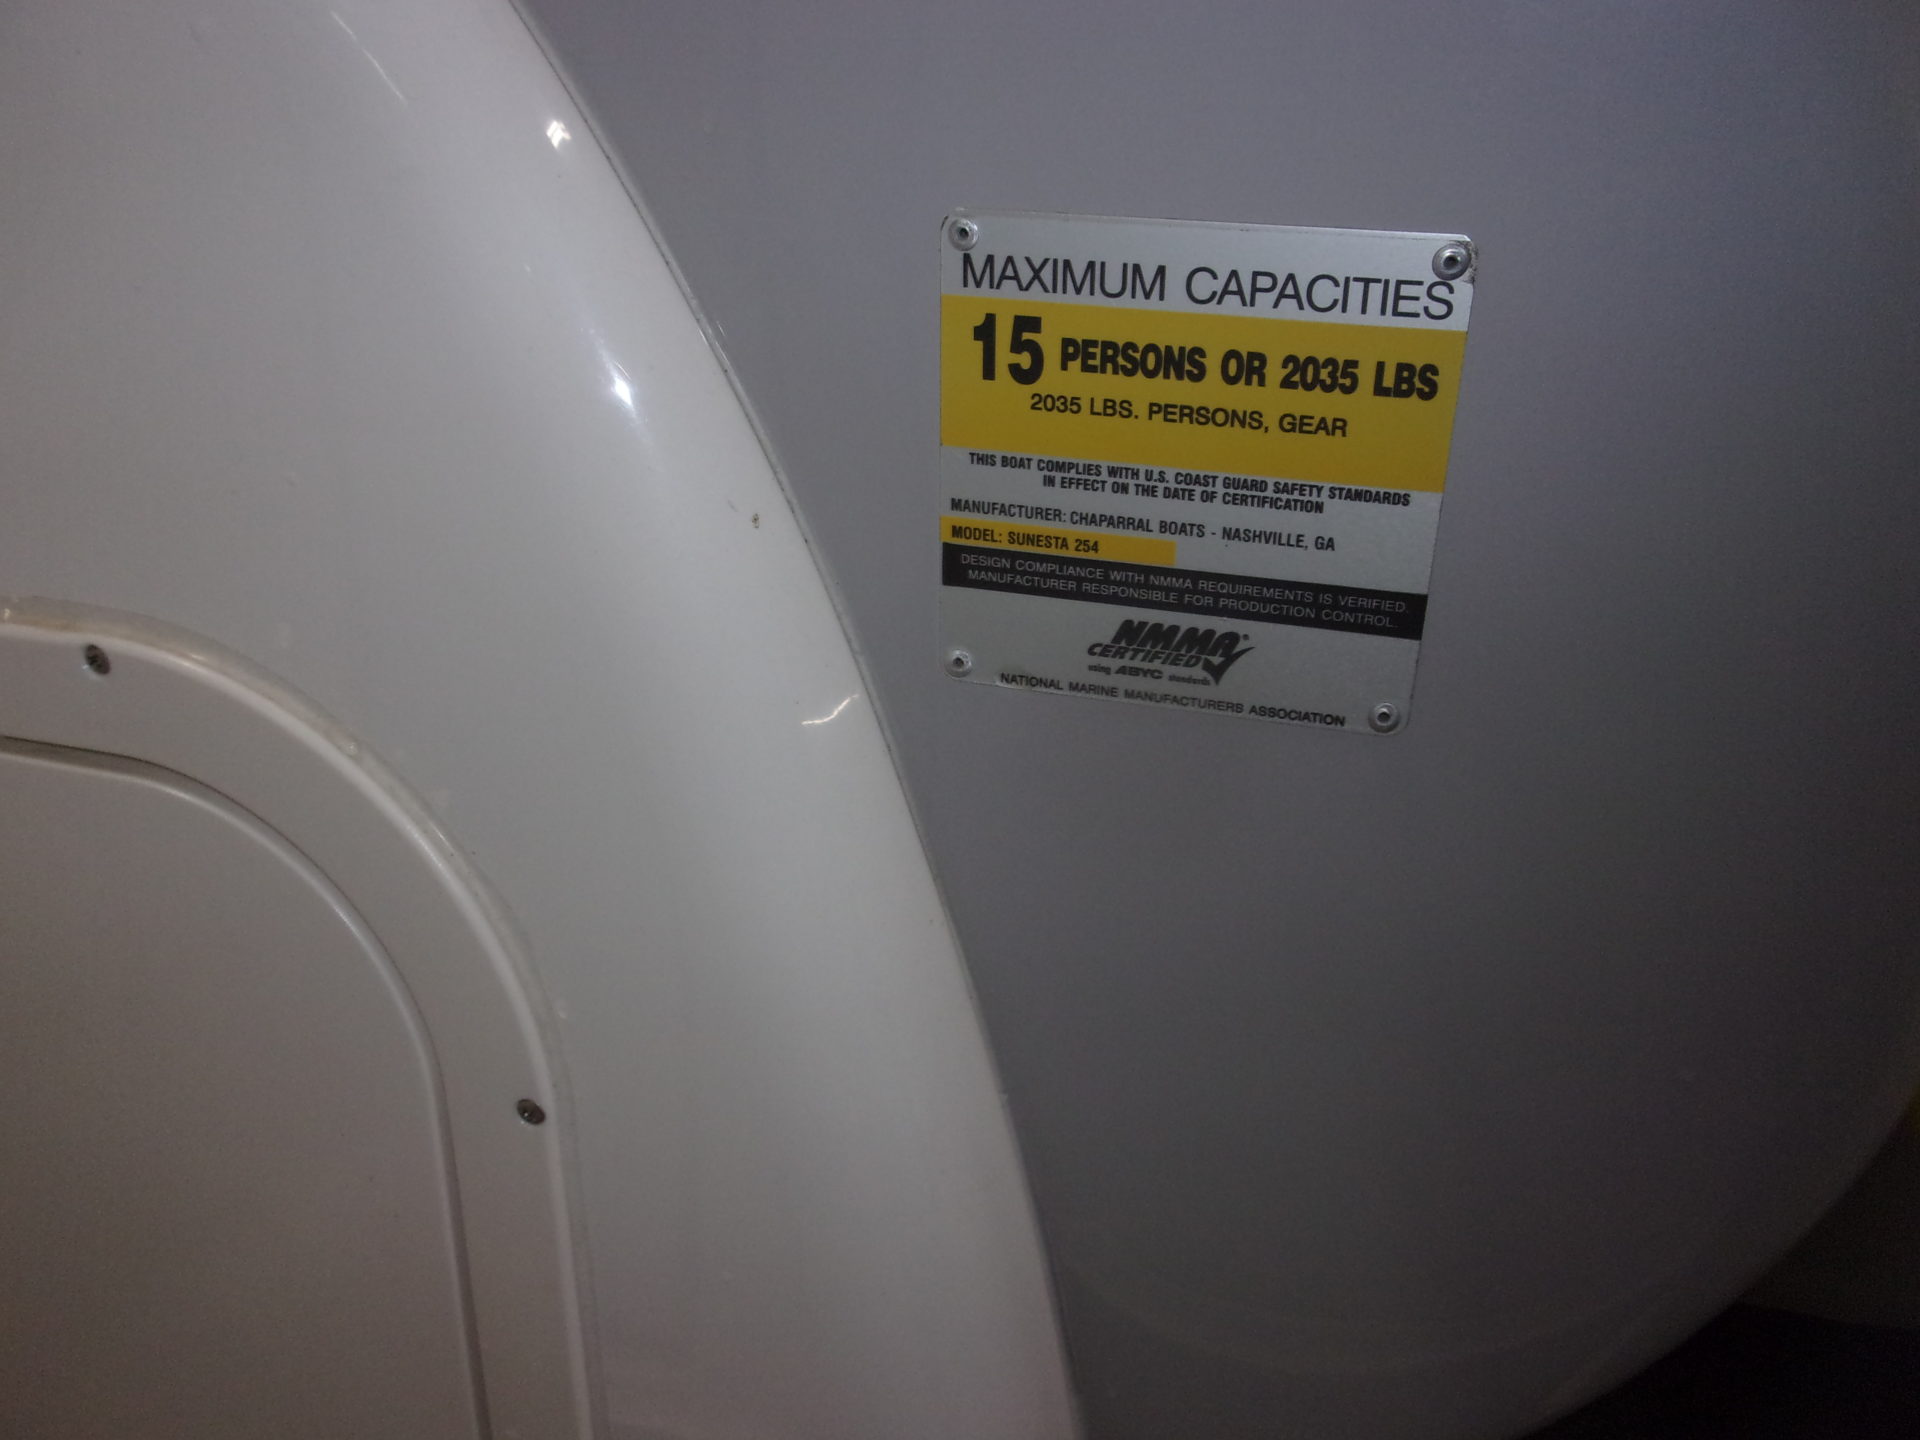 MAXIMUM CAPACITIES
15 PERSONS OR 2035 LBS
2035 LBS. PERSONS, GEAR
THIS BOAT COMPLIES WITH U.S. COAST GUARD SAFETY STANDARDS
IN EFFECT ON THE DATE OF CERTIFICATION
MANUFACTURER: CHAPARRAL BOATS - NASHVILLE, GA
MODEL: SUNESTA 254
DESIGN COMPLIANCE WITH NMMA REQUIREMENTS IS VERIFIED.
MANUFACTURER RESPONSIBLE FOR PRODUCTION CONTROL.
NMMA®
CERTIFIED
using ABYC standards
NATIONAL MARINE MANUFACTURERS ASSOCIATION